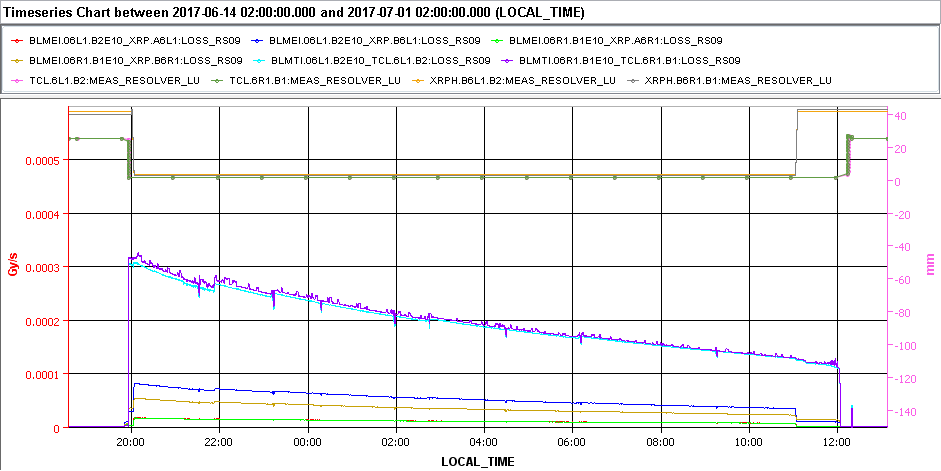 Timeseries Chart between 2017-06-14 02:00:00.000 and 2017-07-01 02:00:00.000 (LOCAL_TIME)
BLMEI.06L1.B2E10_XRP.A6L1:LOSS_RS09 BLMEI.06L1.B2E10_XRP.B6L1:LOSS_RS09 BLMEI.06R1.B1E10_XRP.A6R1:LOSS_RS09
BLMEI.06R1.B1E10_XRP.B6R1:LOSS_RS09 BLMTI.06L1.B2E10_TCL.6L1.B2:LOSS_RS09 BLMTI.06R1.B1E10_TCL.6R1.B1:LOSS_RS09
TCL.6L1.B2:MEAS_RESOLVER_LU TCL.6R1.B1:MEAS_RESOLVER_LU XRPH.B6L1.B2:MEAS_RESOLVER_LU XRPH.B6R1.B1:MEAS_RESOLVER_LU
Gy/s
0.0005
0.0004
0.0003
0.0002
0.0001
0
40
20
0
-20
-40
-60
-80
-100
-120
-140
mm
20:00 22:00 00:00 02:00 04:00 06:00 08:00 10:00 12:00
LOCAL_TIME